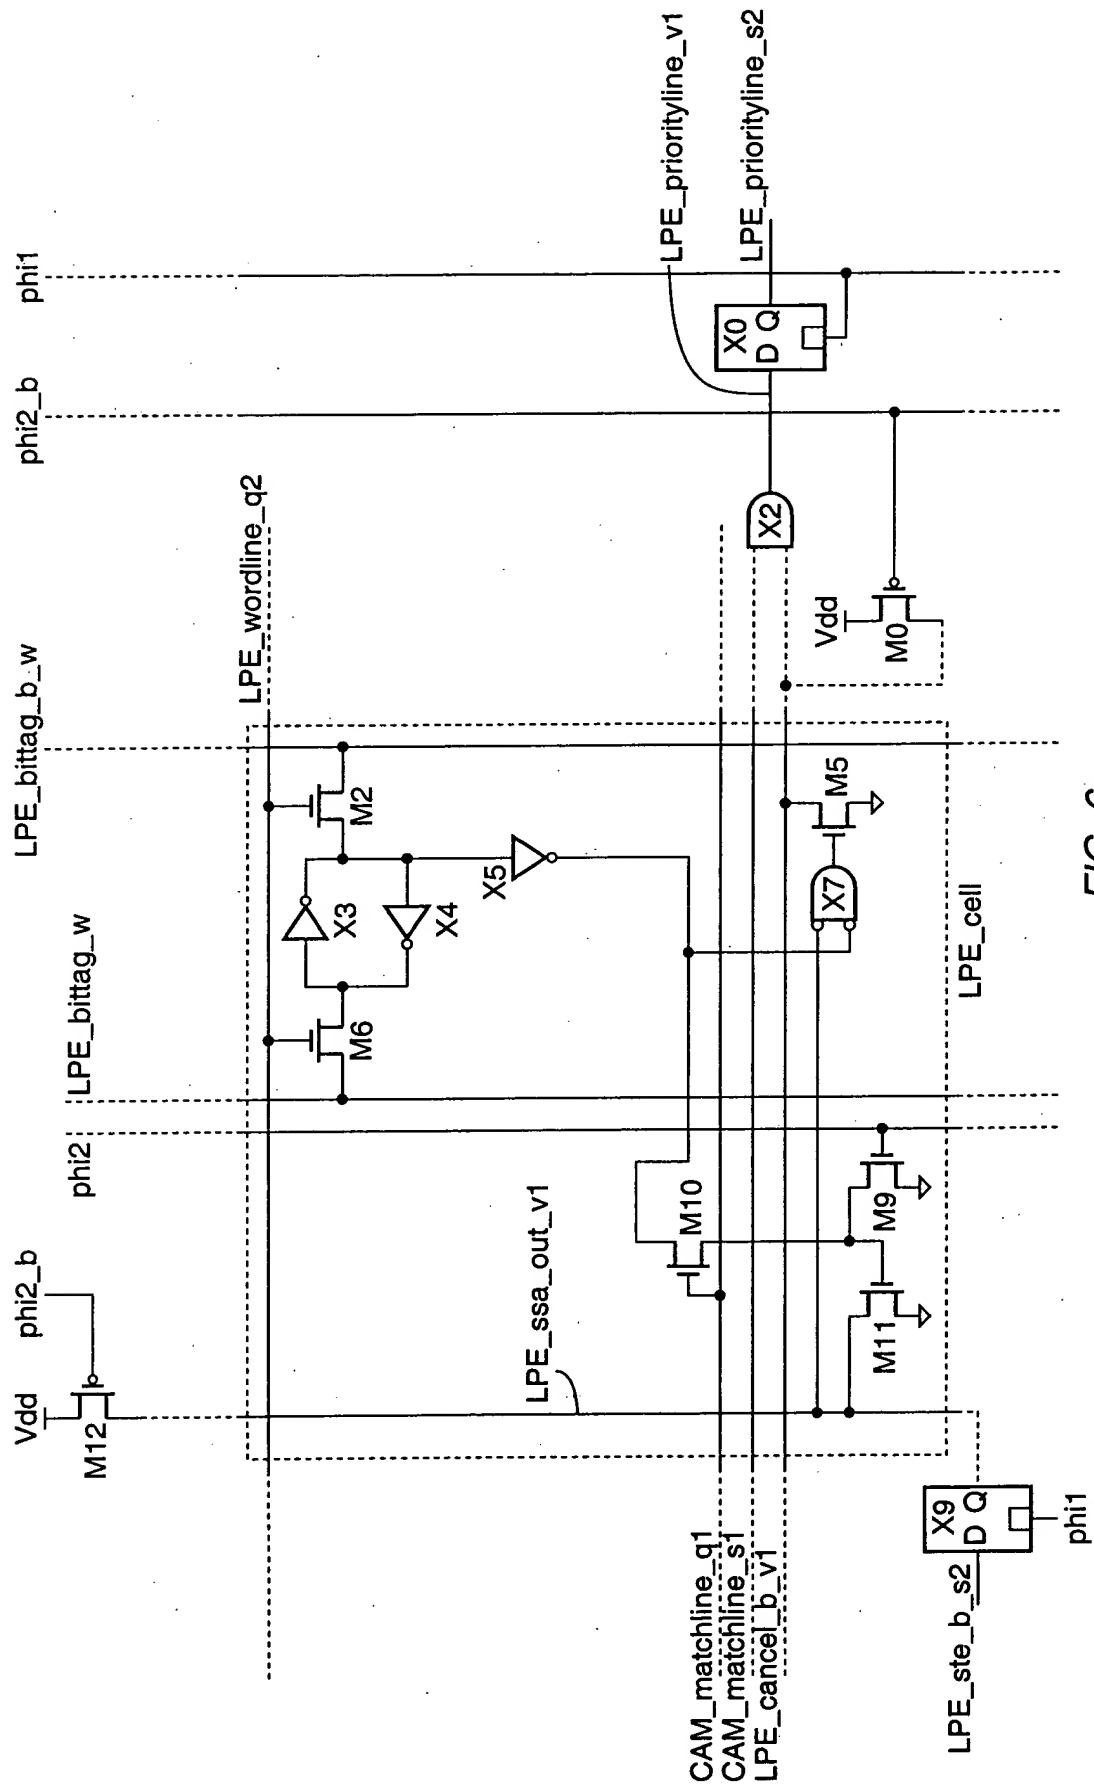 Vdd
phi2_b
M12
phi2
LPE_bittag_w
LPE_bittag_b_w
phi2_b
phi1
LPE_wordline_q2
M6
X3
X4
M2
X5
LPE_ssa_out_v1
M10
CAM_matchline_q1
CAM_matchline_s1
LPE_cancel_b_v1
X2
LPE_priorityline_v1
LPE_priorityline_s2
X0
D Q
M11
M9
X7
M5
Vdd
M0
LPE_cell
X9
D Q
LPE_ste_b_s2
phi1